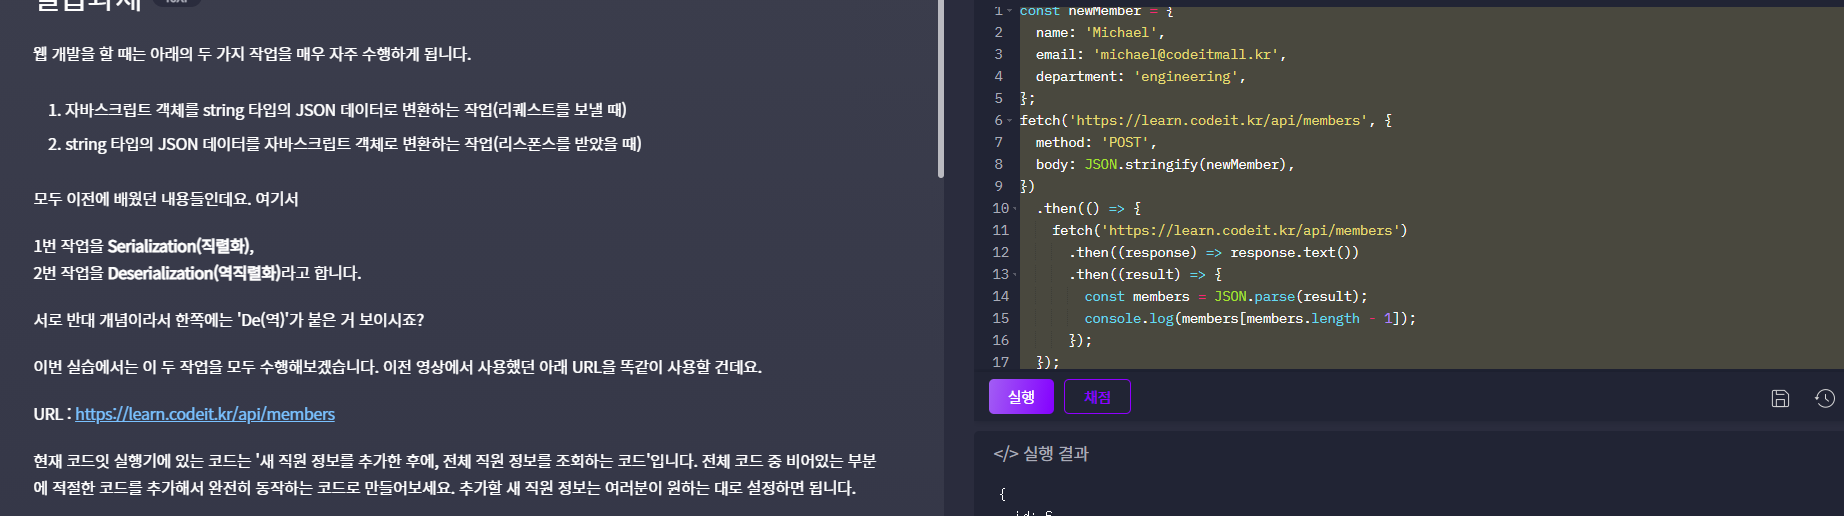 실습과제
웹 개발을 할 때는 아래의 두 가지 작업을 매우 자주 수행하게 됩니다.
1. 자바스크립트 객체를 string 타입의 JSON 데이터로 변환하는 작업(리퀘스트를 보낼 때)
2. string 타입의 JSON 데이터를 자바스크립트 객체로 변환하는 작업(리스폰스를 받았을 때)
모두 이전에 배웠던 내용들인데요. 여기서
1번 작업을 Serialization(직렬화),
2번 작업을 Deserialization(역직렬화)라고 합니다.
서로 반대 개념이라서 한쪽에는 'De(역)'가 붙은 거 보이시죠?
이번 실습에서는 이 두 작업을 모두 수행해보겠습니다. 이전 영상에서 사용했던 아래 URL을 똑같이 사용할 건데요.
URL : https://learn.codeit.kr/api/members
현재 코드잇 실행기에 있는 코드는 '새 직원 정보를 추가한 후에, 전체 직원 정보를 조회하는 코드'입니다. 전체 코드 중 비어있는 부분
에 적절한 코드를 추가해서 완전히 동작하는 코드로 만들어보세요. 추가할 새 직원 정보는 여러분이 원하는 대로 설정하면 됩니다.
1 const newMember = {
2 name: 'Michael',
3 email: 'michael@codeitmall.kr',
4 department: 'engineering',
5 };
6 fetch('https://learn.codeit.kr/api/members', {
7 method: 'POST',
8 body: JSON.stringify(newMember),
9 })
10 .then(() => {
11 fetch('https://learn.codeit.kr/api/members')
12 .then((response) => response.text())
13 .then((result) => {
14 const members = JSON.parse(result);
15 console.log(members[members.length - 1]);
16 });
17 });
실행 채점
</> 실행 결과
{
id: 6